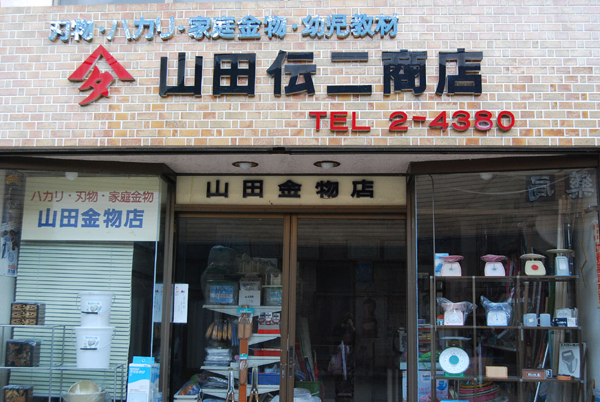 刃物・ハカリ・家庭金物・幼児教材
山田伝二商店
TEL 2-4380
山田金物店
ハカリ・刃物・家庭金物
山田金物店
薬局